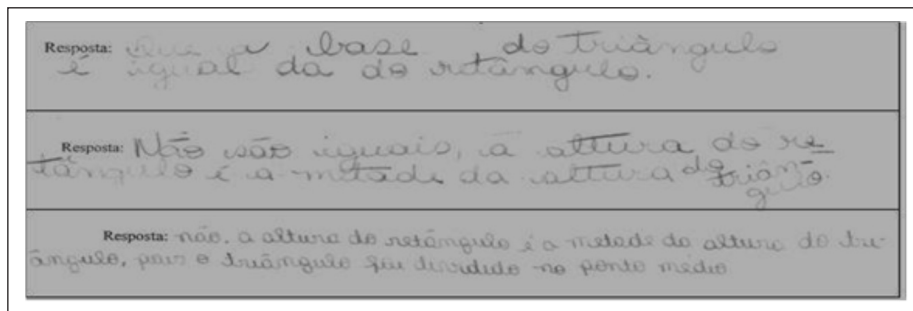 Resposta: Que a base do triângulo
é igual da do retângulo.
Resposta: Não são iguais, a altura do re-
tângulo é a metade da altura do triân-
gulo.
Resposta: não, a altura do retângulo é a metade da altura do tri-
ângulo, pois o triângulo foi dividido no ponto médio